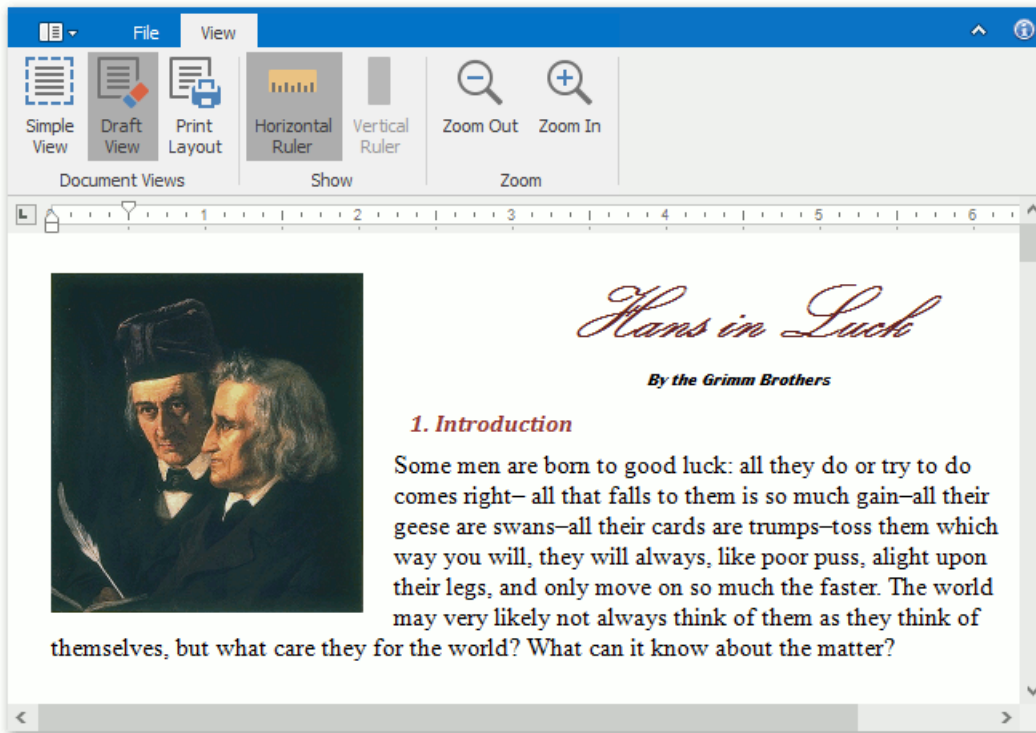 File View
Simple View
Draft View
Print Layout
Horizontal Ruler
Vertical Ruler
Zoom Out
Zoom In
Document Views
Show
Zoom
L
1 2 3 4 5 6
Hans in Luck
By the Grimm Brothers
1. Introduction
Some men are born to good luck: all they do or try to do
comes right– all that falls to them is so much gain–all their
geese are swans–all their cards are trumps–toss them which
way you will, they will always, like poor puss, alight upon
their legs, and only move on so much the faster. The world
may very likely not always think of them as they think of
themselves, but what care they for the world? What can it know about the matter?